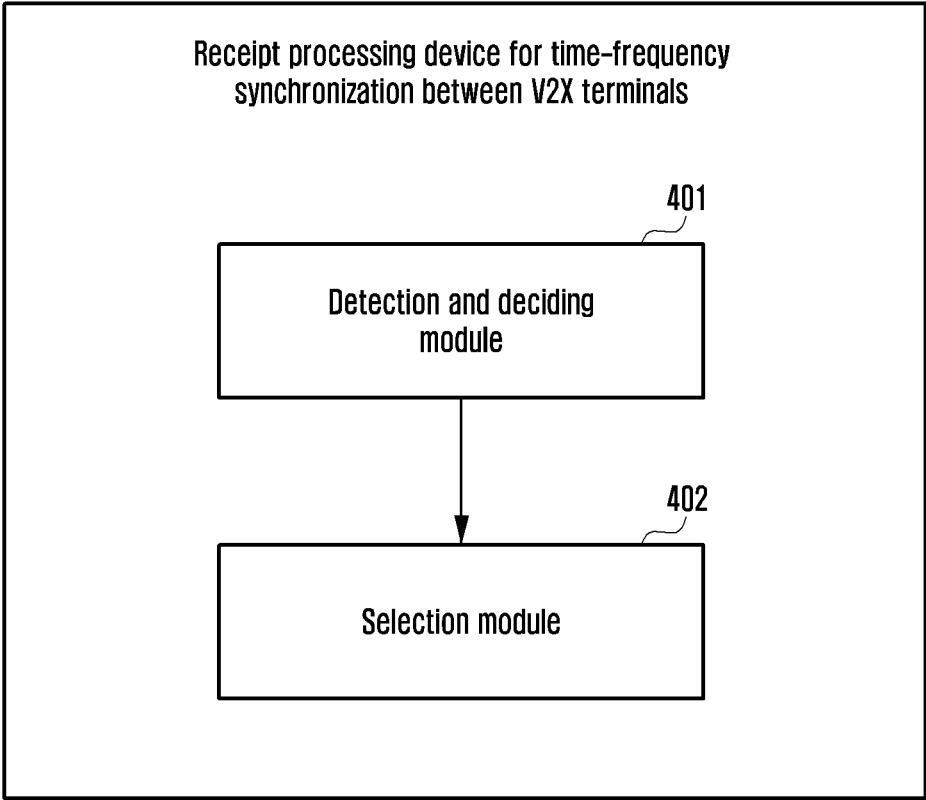 Receipt processing device for time-frequency
synchronization between V2X terminals
401
Detection and deciding
module
402
Selection module